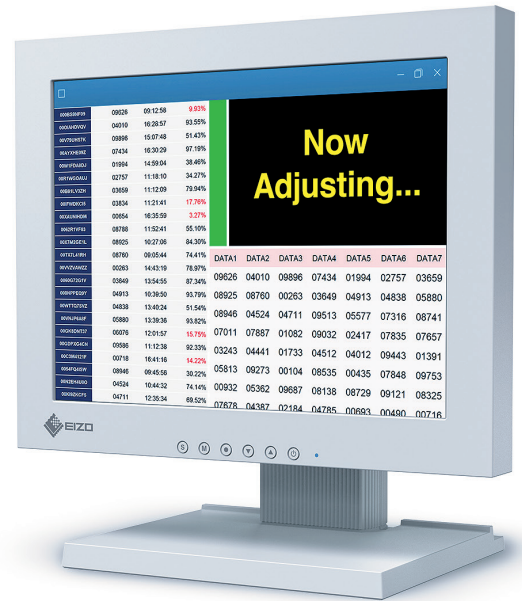 09626 09:12:58 9.93%
04010 16:28:57 93.55%
09896 15:07:48 51.43%
07434 16:30:29 97.19%
01994 14:59:04 38.46%
02757 11:18:10 34.27%
03659 11:12:09 79.94%
03834 11:21:41 17.76%
00654 16:35:59 3.27%
08788 11:52:41 55.10%
08925 10:27:06 84.30%
08760 09:05:44 74.41%
00263 14:43:19 78.97%
13:54:55 87.34%
04913 10:39:50 93.79%
04838 13:40:24 51.54%
05880 13:39:36 93.82%
06076 12:01:57 15.75%
09586 11:12:38 92.33%
00718 16:41:16 14.22%
08946 09:45:56 30.22%
04524 10:44:32 74.14%
04711 12:35:34 69.52%
Now
Adjusting...
DATA1 DATA2 DATA3 DATA4 DATA5 DATA6 DATA7
09626 04010 09896 07434 01994 02757 03659
08925 08760 00263 03649 04913 04838 05880
08946 04524 04711 09513 05577 07316 08741
07011 07887 01082 09032 02417 07835 07657
03243 04441 01733 04512 04012 09443 01391
05813 09273 00104 08535 00435 07848 09753
00932 05362 09687 08138 08729 09121 08325
07678 04387 02184 04785 00693 00490 00716
EIZO
S M